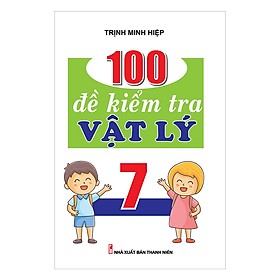 TRỊNH MINH HIỆP
100
đề kiểm tra
VẬT LÝ
7
NHÀ XUẤT BẢN THANH NIÊN